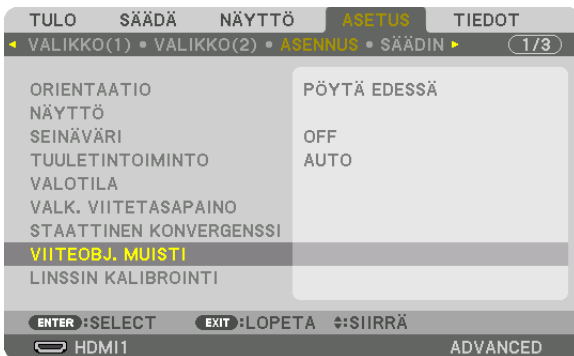 TULO SÄÄDÄ NÄYTTÖ ASETUS TIEDOT
VALIKKO(1) • VALIKKO(2) • ASENNUS • SÄÄDIN 1/3
ORIENTAATIO PÖYTÄ EDESSÄ
NÄYTTÖ
SEINÄVÄRI OFF
TUULETINTOIMINTO AUTO
VALOTILA
VALK. VIITETASAPAINO
STAATTINEN KONVERGENSSI
VIITEOBJ. MUISTI
LINSSIN KALIBROINTI
ENTER :SELECT EXIT :LOPETA :SIIRRÄ
HDMI1 ADVANCED